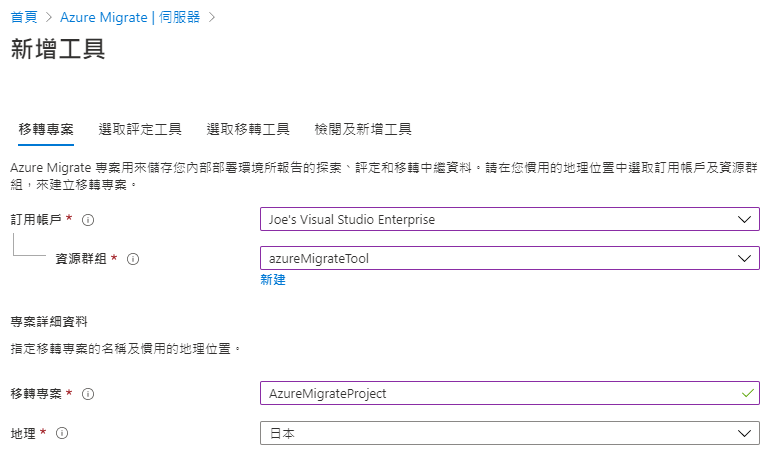 首頁 > Azure Migrate | 伺服器 >
新增工具
移轉專案 選取評定工具 選取移轉工具 檢閱及新增工具
Azure Migrate 專案用來儲存您內部部署環境所報告的探索、評定和移轉中繼資料。請在您慣用的地理位置中選取訂用帳戶及資源群
組，來建立移轉專案。
訂用帳戶 * Joe's Visual Studio Enterprise
資源群組 * azureMigrateTool
新建
專案詳細資料
指定移轉專案的名稱及慣用的地理位置。
移轉專案 * AzureMigrateProject
地理 * 日本